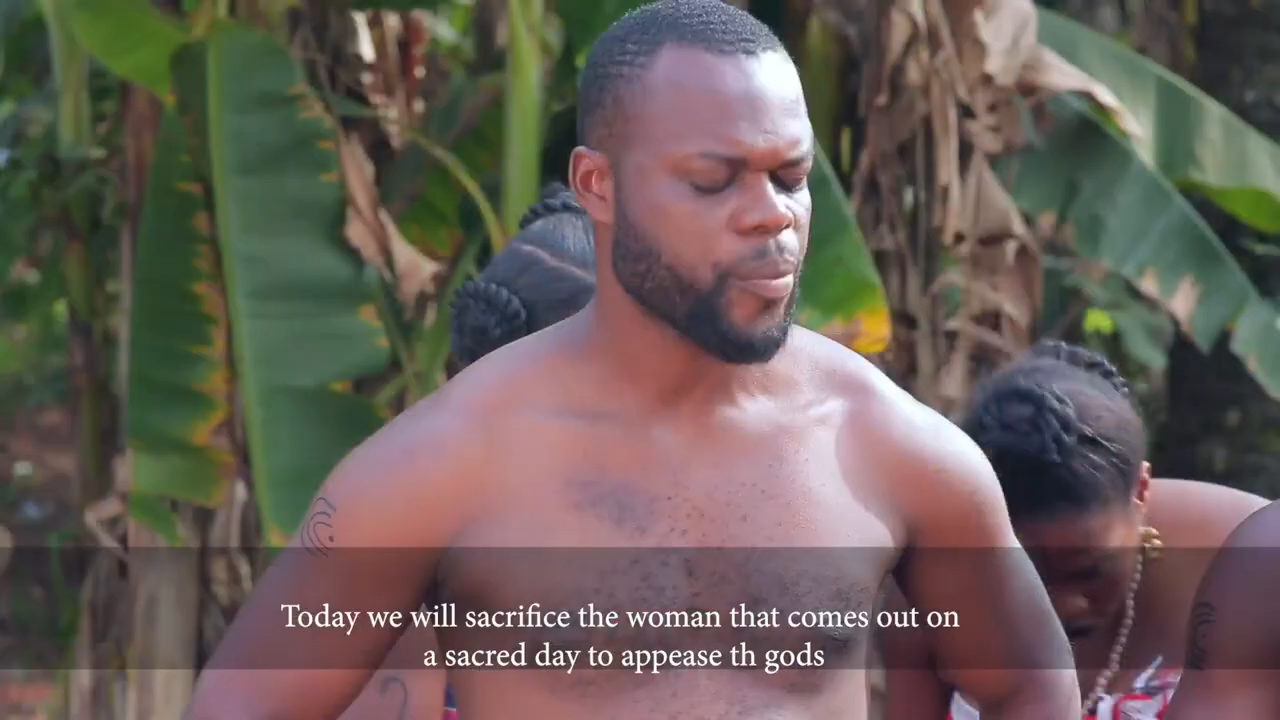 Today we will sacrifice the woman that comes out on
a sacred day to appease th gods